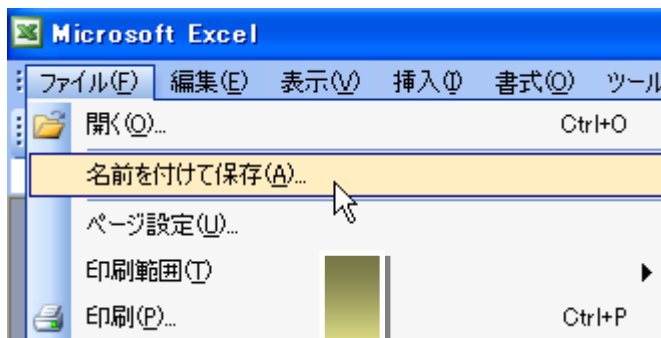 Microsoft Excel
ファイル(F) 編集(E) 表示(V) 挿入(I) 書式(O) ツール
開く(O)... Ctrl+O
名前を付けて保存(A)...
ページ設定(U)...
印刷範囲(T)
印刷(P)... Ctrl+P